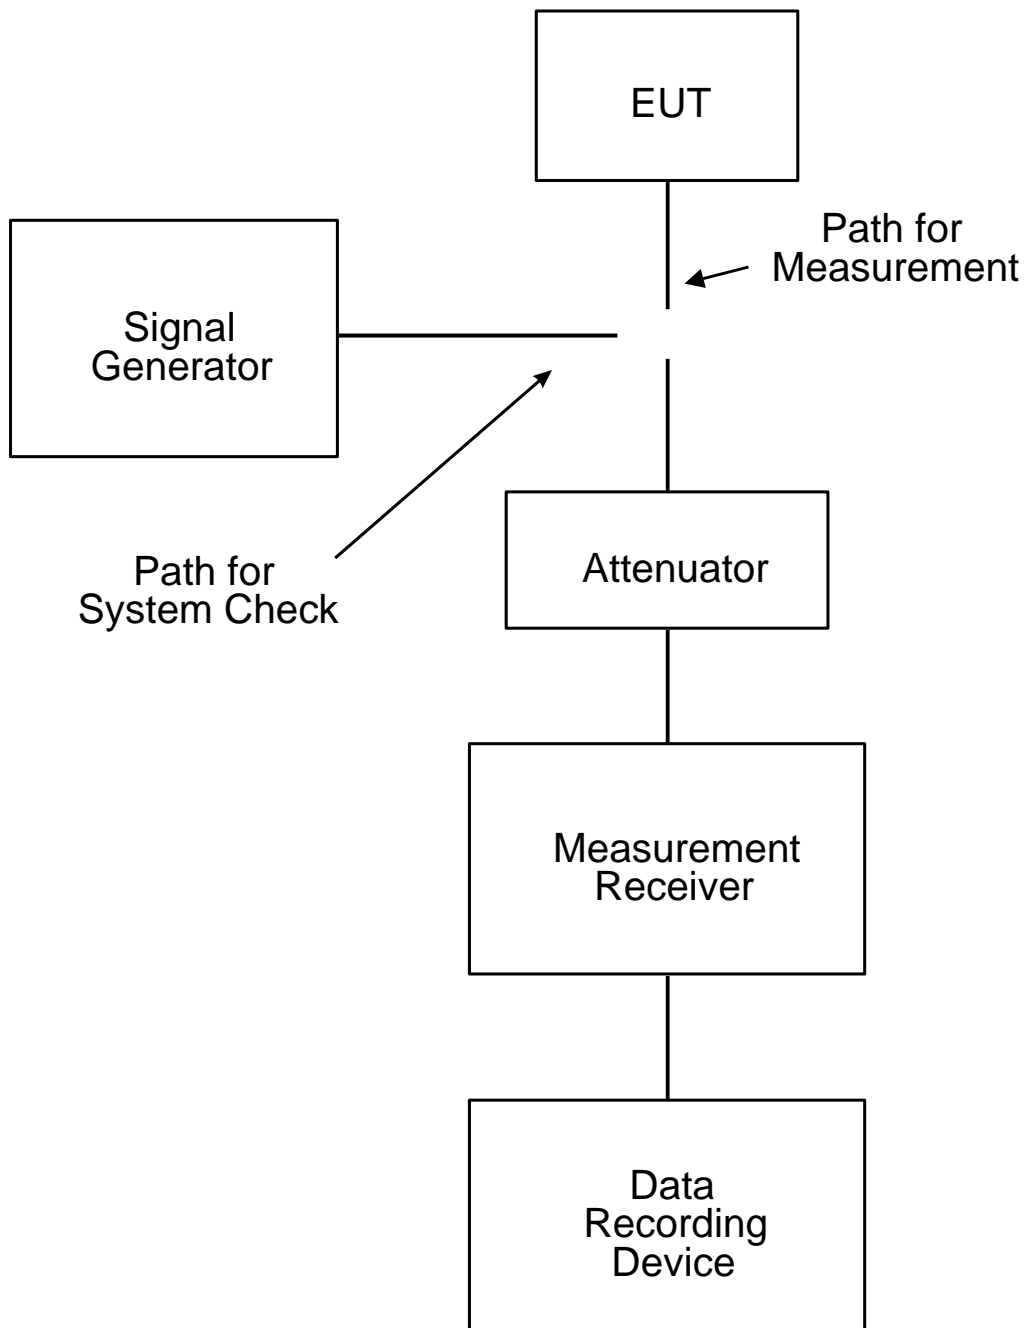 EUT
Path for
Measurement
Signal
Generator
Path for
System Check
Attenuator
Measurement
Receiver
Data
Recording
Device